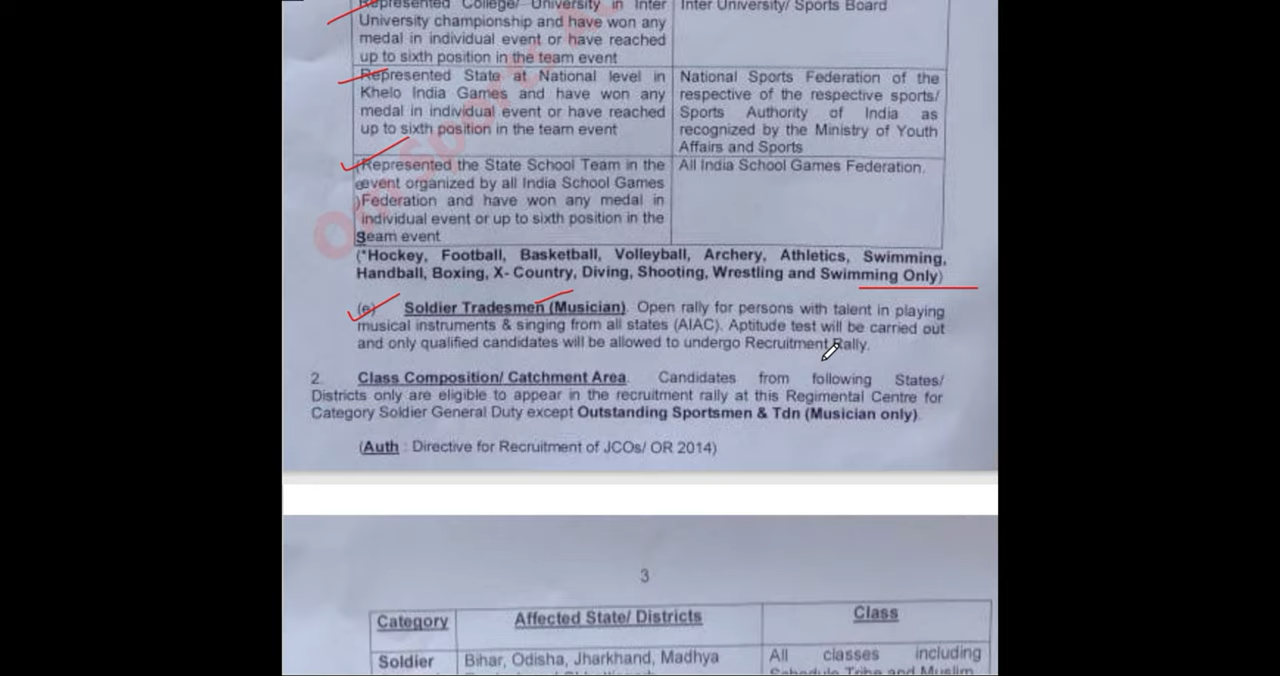 Represented College/ University in Inter
University championship and have won any
medal in individual event or have reached
up to sixth position in the team event
Inter University/ Sports Board
Represented State at National level in
Khelo India Games and have won any
medal in individual event or have reached
up to sixth position in the team event
National Sports Federation of the
respective of the respective sports/
Sports Authority of India as
recognized by the Ministry of Youth
Affairs and Sports
(Represented the State School Team in the
event organized by all India School Games
)Federation and have won any medal in
individual event or up to sixth position in the
event
All India School Games Federation.
(*Hockey, Football, Basketball, Volleyball, Archery, Athletics, Swimming,
Handball, Boxing, X- Country, Diving, Shooting, Wrestling and Swimming Only)
(e) Soldier Tradesmen (Musician). Open rally for persons with talent in playing
musical instruments & singing from all states (AIAC). Aptitude test will be carried out
and only qualified candidates will be allowed to undergo Recruitment Rally.
2. Class Composition/ Catchment Area. Candidates from following States/
Districts only are eligible to appear in the recruitment rally at this Regimental Centre for
Category Soldier General Duty except Outstanding Sportsmen & Tdn (Musician only).
(Auth : Directive for Recruitment of JCOs/ OR 2014)
3
Category Affected State/ Districts Class
Soldier Bihar, Odisha, Jharkhand, Madhya All classes including